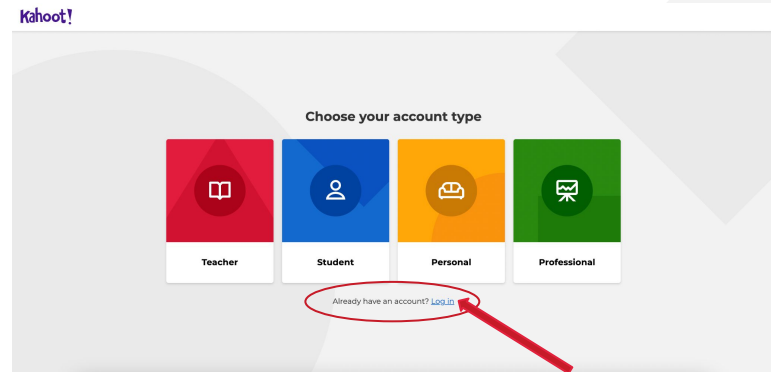 Kahoot!
Choose your account type
Teacher
Student
Personal
Professional
Already have an account? Log in